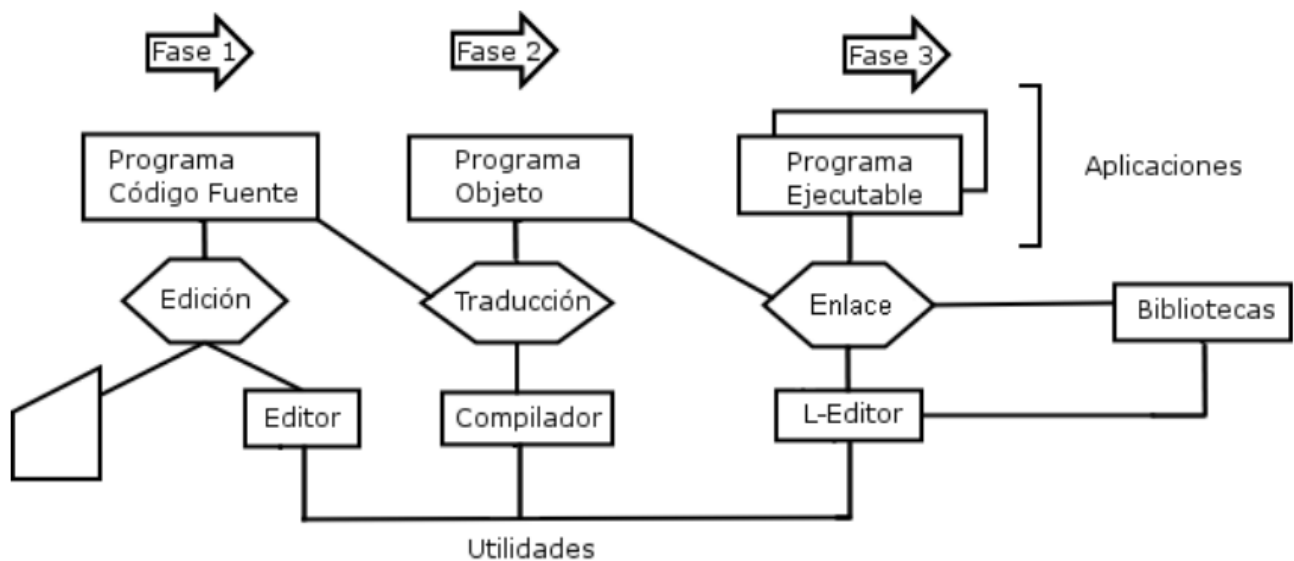 Fase 1
Fase 2
Fase 3
Programa
Código Fuente
Programa
Objeto
Programa
Ejecutable
Aplicaciones
Edición
Traducción
Enlace
Bibliotecas
Editor
Compilador
L-Editor
Utilidades